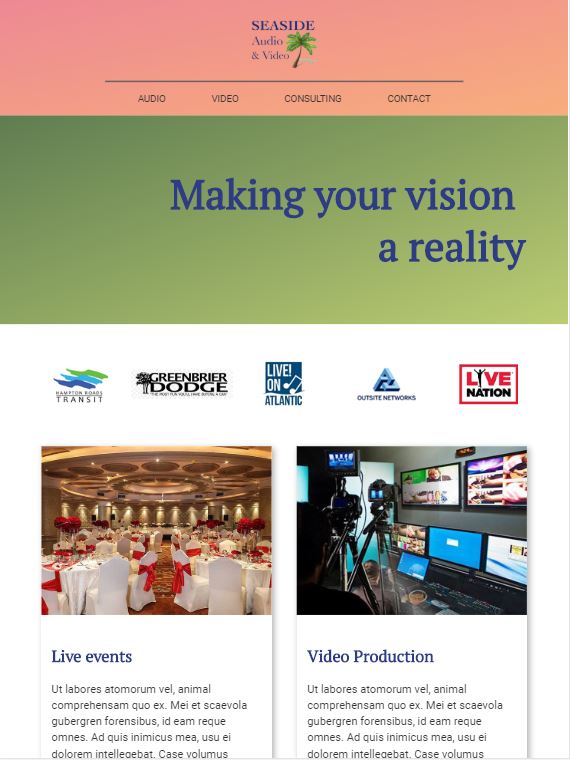 SEASIDE
Audio
& Video
AUDIO VIDEO CONSULTING CONTACT
Making your vision
a reality
HAMPTON ROADS
TRANSIT
GREENBRIER
DODGE
"THE MOST FUN YOU'LL HAVE BUYING A CAR!"
LIVE!
ON
ATLANTIC
OUTSITE NETWORKS
LIVE
NATION
Live events
Ut labores atomorum vel, animal
comprehensam quo ex. Mei et scaevola
gubergren forensibus, id eam reque
omnes. Ad quis inimicus mea, usu ei
dolorem intellegebat. Case volumus
Video Production
Ut labores atomorum vel, animal
comprehensam quo ex. Mei et scaevola
gubergren forensibus, id eam reque
omnes. Ad quis inimicus mea, usu ei
dolorem intellegebat. Case volumus